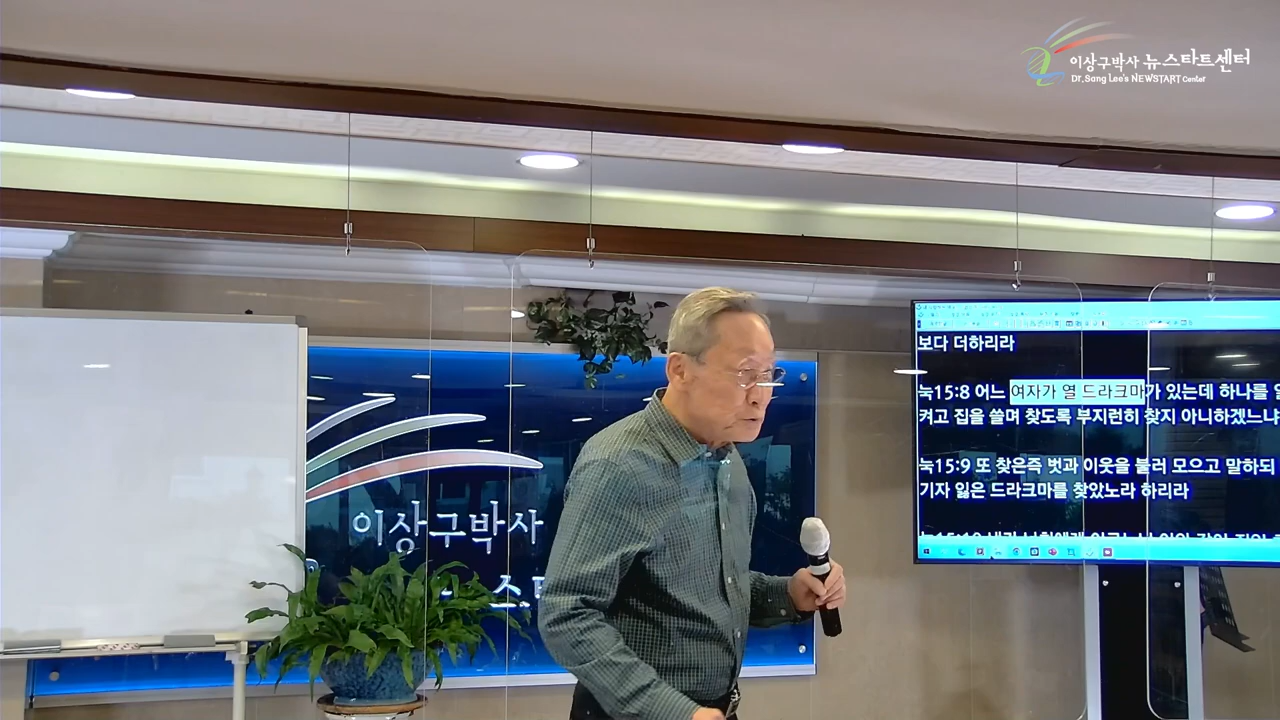 이상구박사 뉴스타트센터
Dr. Sang Lee's NEWSTART Center
보다 더하리라
눅15:8 어느 여자가 열 드라크마가 있는데 하나를
켜고 집을 쓸며 찾도록 부지런히 찾지 아니하겠느냐
눅15:9 또 찾은즉 벗과 이웃을 불러 모으고 말하되
기자 잃은 드라크마를 찾았노라 하리라
이상구박사
스